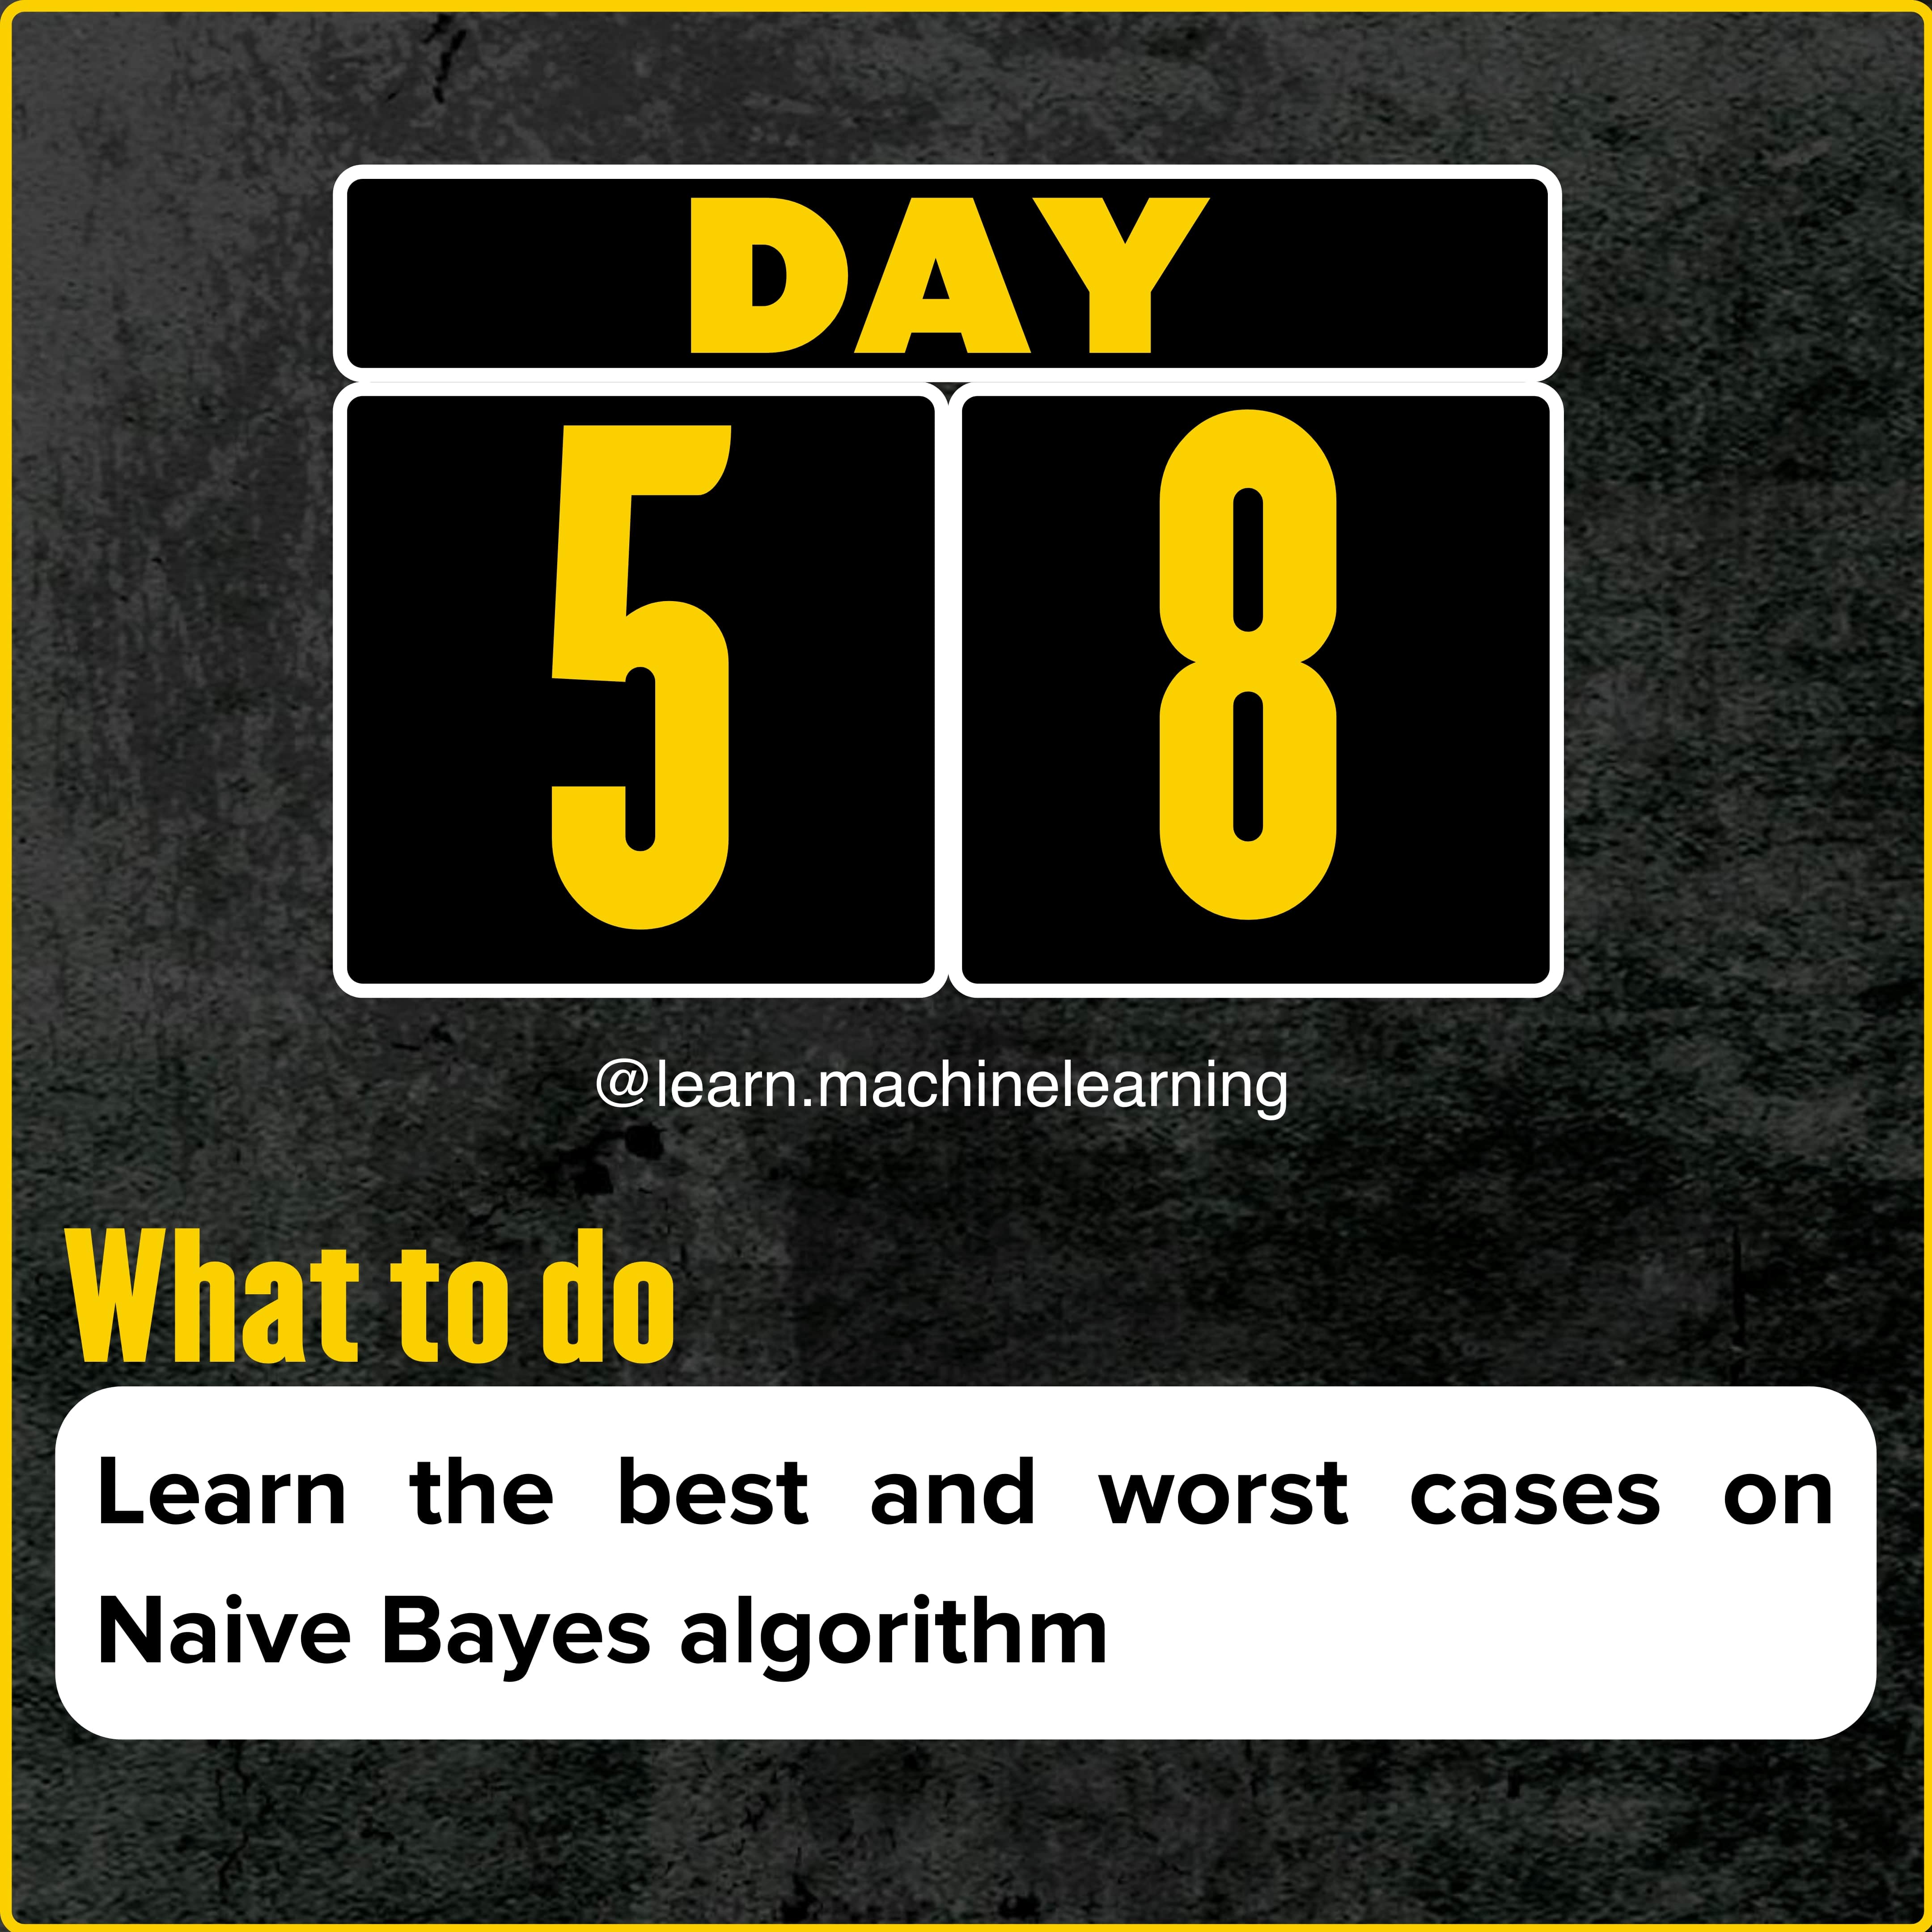 DAY
5 8
@learn.machinelearning
What to do
Learn the best and worst cases on
Naive Bayes algorithm